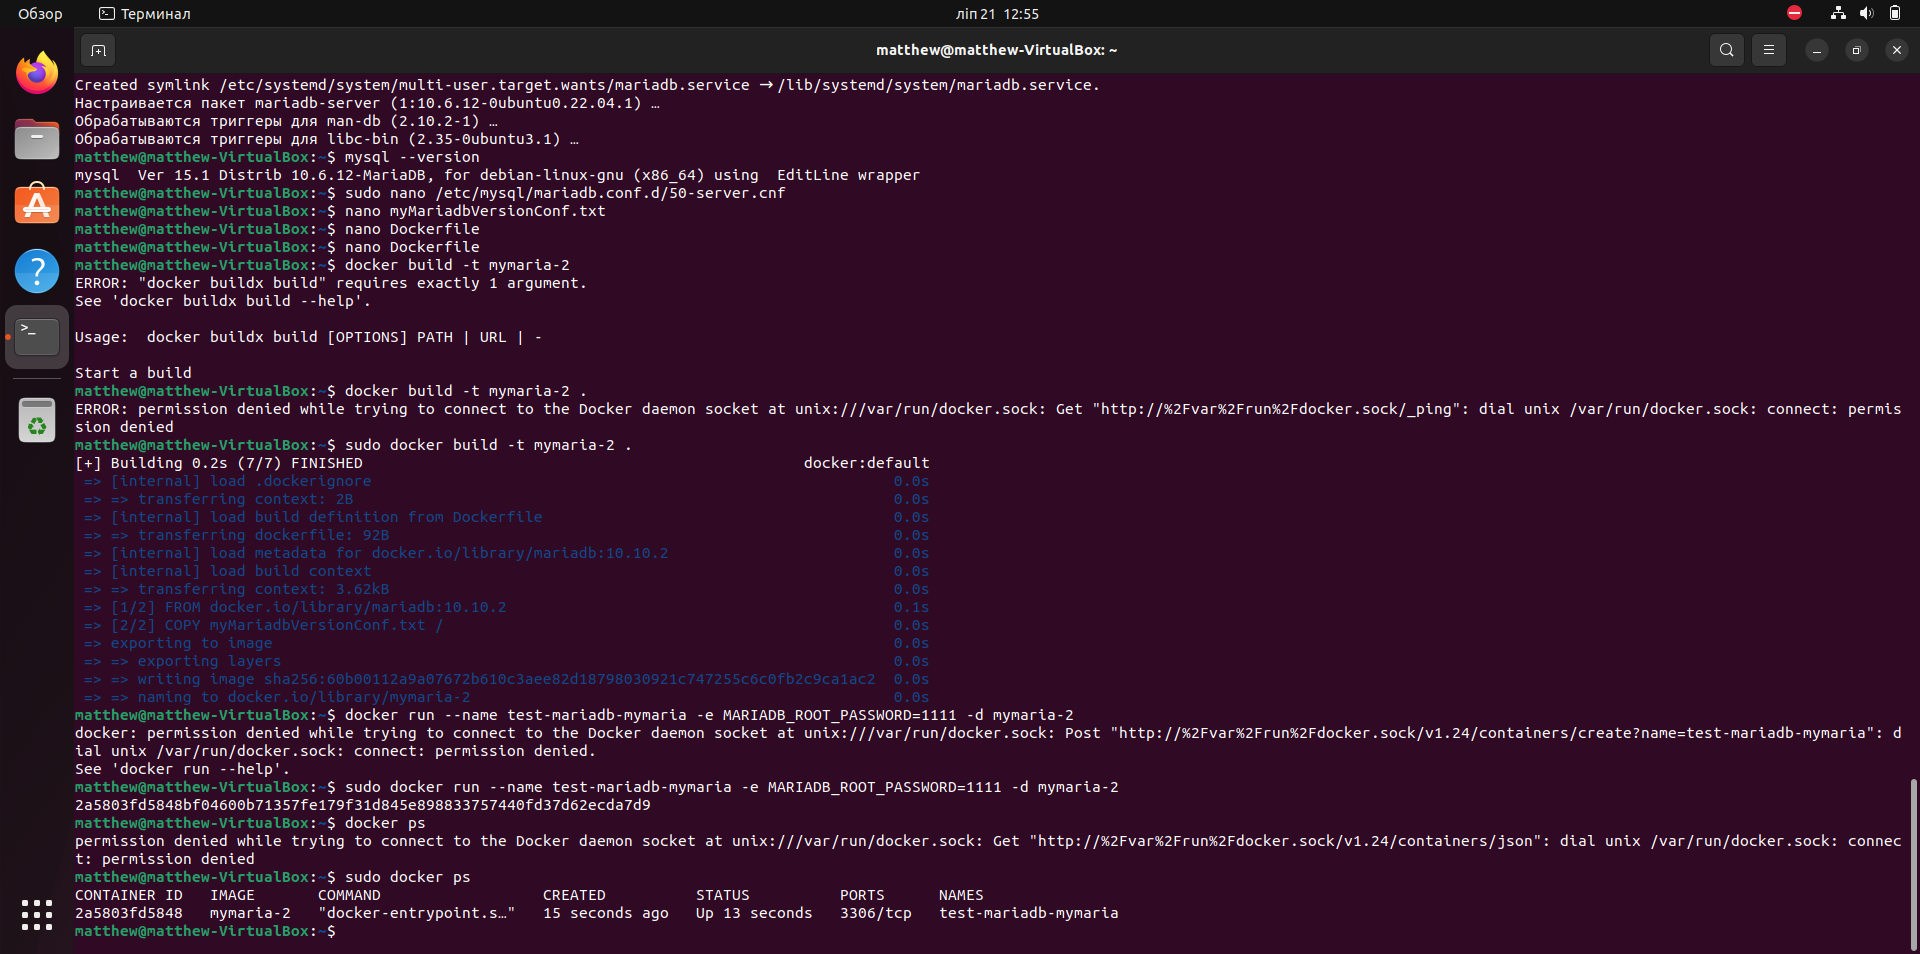 Обзор
Терминал
ліп 21 12:55
matthew@matthew-VirtualBox: ~
Created symlink /etc/systemd/system/multi-user.target.wants/mariadb.service → /lib/systemd/system/mariadb.service.
Настраивается пакет mariadb-server (1:10.6.12-0ubuntu0.22.04.1) …
Обрабатываются триггеры для man-db (2.10.2-1) …
Обрабатываются триггеры для libc-bin (2.35-0ubuntu3.1) …
matthew@matthew-VirtualBox:~$ mysql --version
mysql  Ver 15.1 Distrib 10.6.12-MariaDB, for debian-linux-gnu (x86_64) using  EditLine wrapper
matthew@matthew-VirtualBox:~$ sudo nano /etc/mysql/mariadb.conf.d/50-server.cnf
matthew@matthew-VirtualBox:~$ nano myMariadbVersionConf.txt
matthew@matthew-VirtualBox:~$ nano Dockerfile
matthew@matthew-VirtualBox:~$ nano Dockerfile
matthew@matthew-VirtualBox:~$ docker build -t mymaria-2
ERROR: "docker buildx build" requires exactly 1 argument.
See 'docker buildx build --help'.
Usage:  docker buildx build [OPTIONS] PATH | URL | -
Start a build
matthew@matthew-VirtualBox:~$ docker build -t mymaria-2 .
ERROR: permission denied while trying to connect to the Docker daemon socket at unix:///var/run/docker.sock: Get "http://%2Fvar%2Frun%2Fdocker.sock/_ping": dial unix /var/run/docker.sock: connect: permis
sion denied
matthew@matthew-VirtualBox:~$ sudo docker build -t mymaria-2 .
[+] Building 0.2s (7/7) FINISHED docker:default
=> [internal] load .dockerignore 0.0s
=> => transferring context: 2B 0.0s
=> [internal] load build definition from Dockerfile 0.0s
=> => transferring dockerfile: 92B 0.0s
=> [internal] load metadata for docker.io/library/mariadb:10.10.2 0.0s
=> [internal] load build context 0.0s
=> => transferring context: 3.62kB 0.0s
=> [1/2] FROM docker.io/library/mariadb:10.10.2 0.1s
=> [2/2] COPY myMariadbVersionConf.txt / 0.0s
=> exporting to image 0.0s
=> => exporting layers 0.0s
=> => writing image sha256:60b00112a9a07672b610c3aee82d18798030921c747255c6c0fb2c9ca1ac2 0.0s
=> => naming to docker.io/library/mymaria-2 0.0s
matthew@matthew-VirtualBox:~$ docker run --name test-mariadb-mymaria -e MARIADB_ROOT_PASSWORD=1111 -d mymaria-2
docker: permission denied while trying to connect to the Docker daemon socket at unix:///var/run/docker.sock: Post "http://%2Fvar%2Frun%2Fdocker.sock/v1.24/containers/create?name=test-mariadb-mymaria": d
ial unix /var/run/docker.sock: connect: permission denied.
See 'docker run --help'.
matthew@matthew-VirtualBox:~$ sudo docker run --name test-mariadb-mymaria -e MARIADB_ROOT_PASSWORD=1111 -d mymaria-2
2a5803fd5848bf04600b71357fe179f31d845e898833757440fd37d62ecda7d9
matthew@matthew-VirtualBox:~$ docker ps
permission denied while trying to connect to the Docker daemon socket at unix:///var/run/docker.sock: Get "http://%2Fvar%2Frun%2Fdocker.sock/v1.24/containers/json": dial unix /var/run/docker.sock: connec
t: permission denied
matthew@matthew-VirtualBox:~$ sudo docker ps
CONTAINER ID   IMAGE       COMMAND                  CREATED          STATUS          PORTS      NAMES
2a5803fd5848   mymaria-2   "docker-entrypoint.s…"   15 seconds ago   Up 13 seconds   3306/tcp   test-mariadb-mymaria
matthew@matthew-VirtualBox:~$